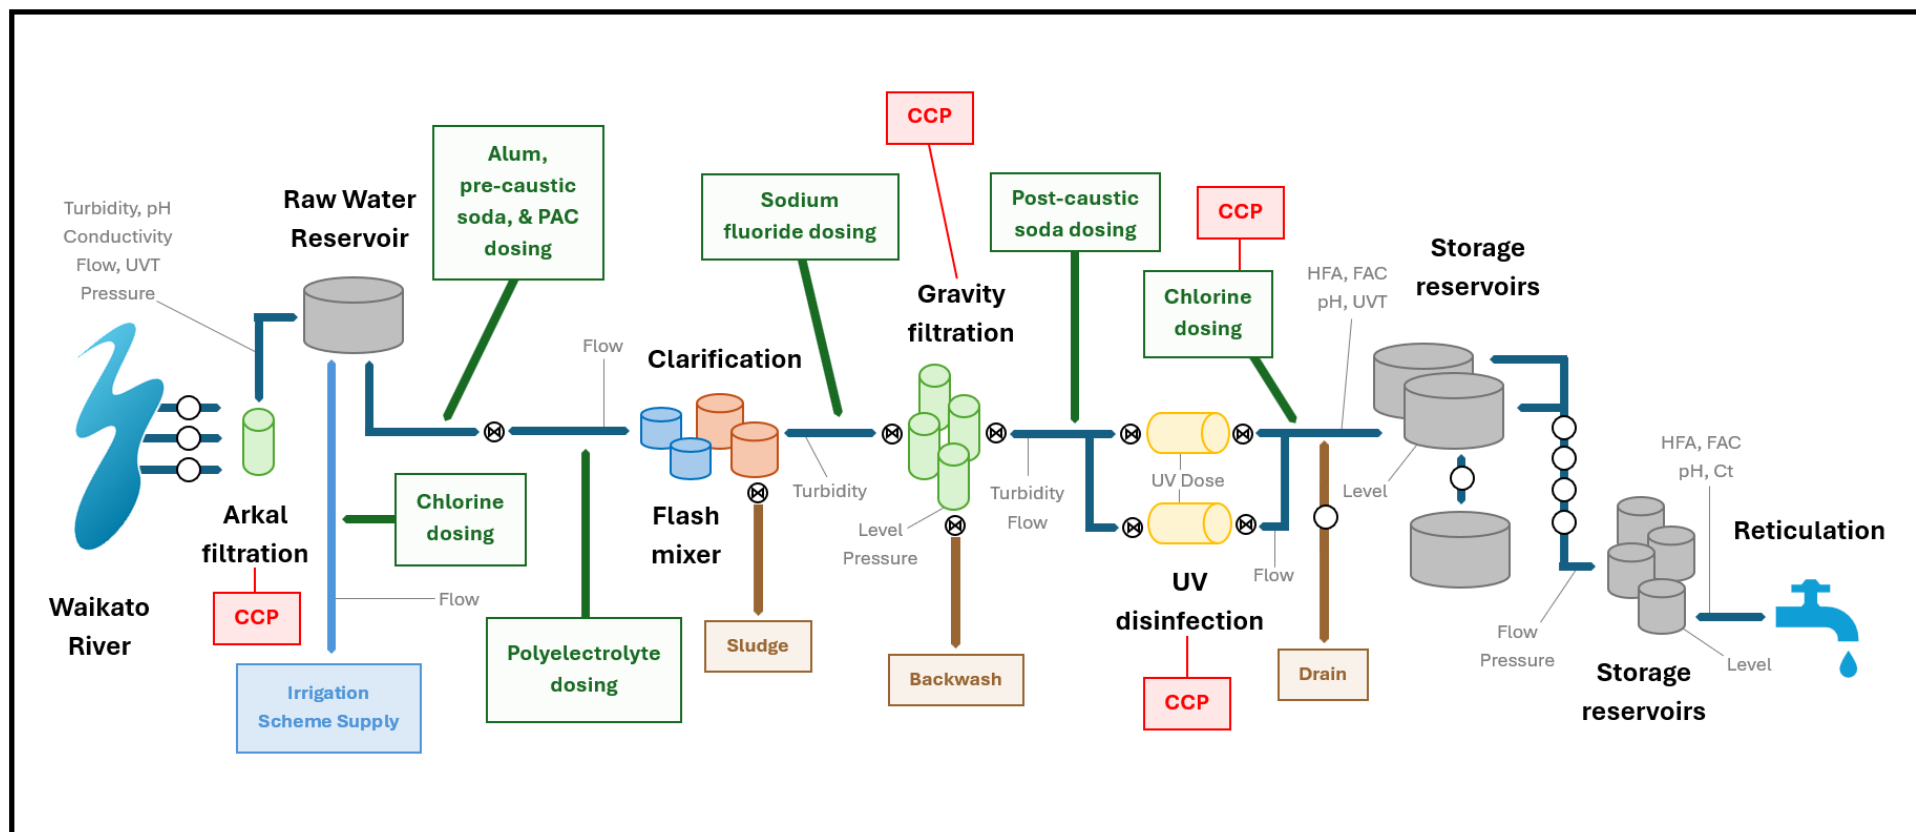 Turbidity, pH
Conductivity
Flow, UVT
Pressure
Waikato
River
Arkal
filtration
CCP
Raw Water
Reservoir
Irrigation
Scheme Supply
Chlorine
dosing
Flow
Alum,
pre-caustic
soda, & PAC
dosing
Polyelectrolyte
dosing
Flow
Clarification
Flash
mixer
Sludge
Sodium
fluoride dosing
Turbidity
CCP
Gravity
filtration
Level
Pressure
Backwash
Turbidity
Flow
Post-caustic
soda dosing
UV Dose
UV
disinfection
CCP
CCP
Chlorine
dosing
Flow
Drain
HFA, FAC
pH, UVT
Storage
reservoirs
Level
Flow
Pressure
Storage
reservoirs
Level
HFA, FAC
pH, Ct
Reticulation